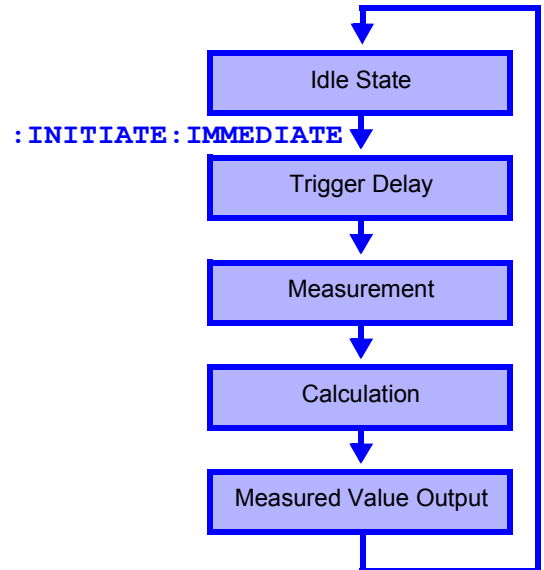 Idle State
:INITIATE:IMMEDIATE
Trigger Delay
Measurement
Calculation
Measured Value Output